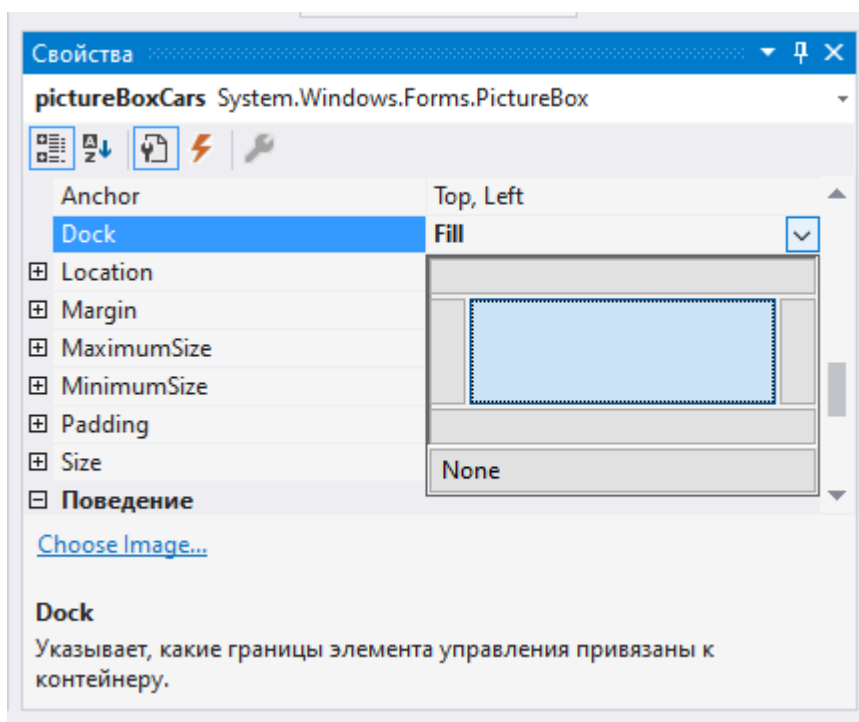 Свойства
pictureBoxCars System.Windows.Forms.PictureBox
Anchor Top, Left
Dock Fill
Location
Margin
MaximumSize
MinimumSize
Padding
Size None
Поведение
Choose Image...
Dock
Указывает, какие границы элемента управления привязаны к
контейнеру.